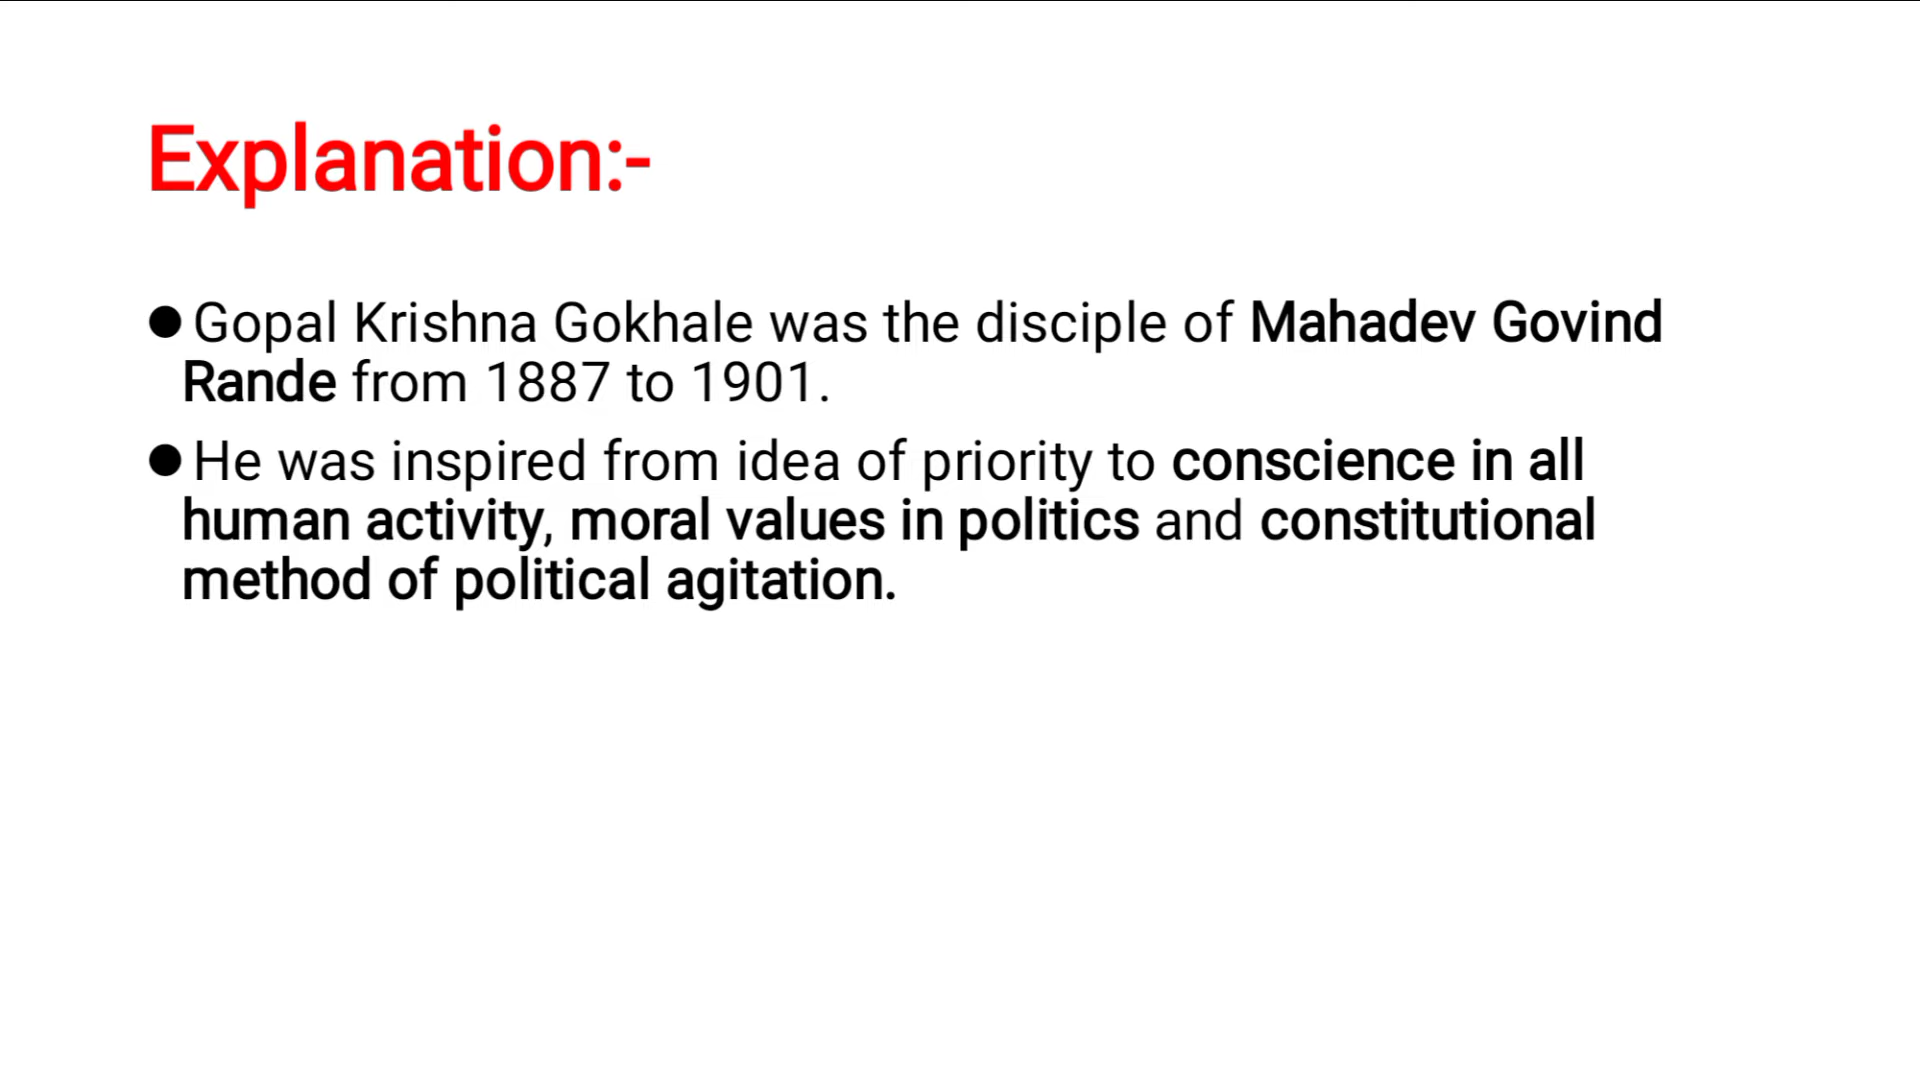 Explanation:-
●Gopal Krishna Gokhale was the disciple of Mahadev Govind
Rande from 1887 to 1901.
●He was inspired from idea of priority to conscience in all
human activity, moral values in politics and constitutional
method of political agitation.